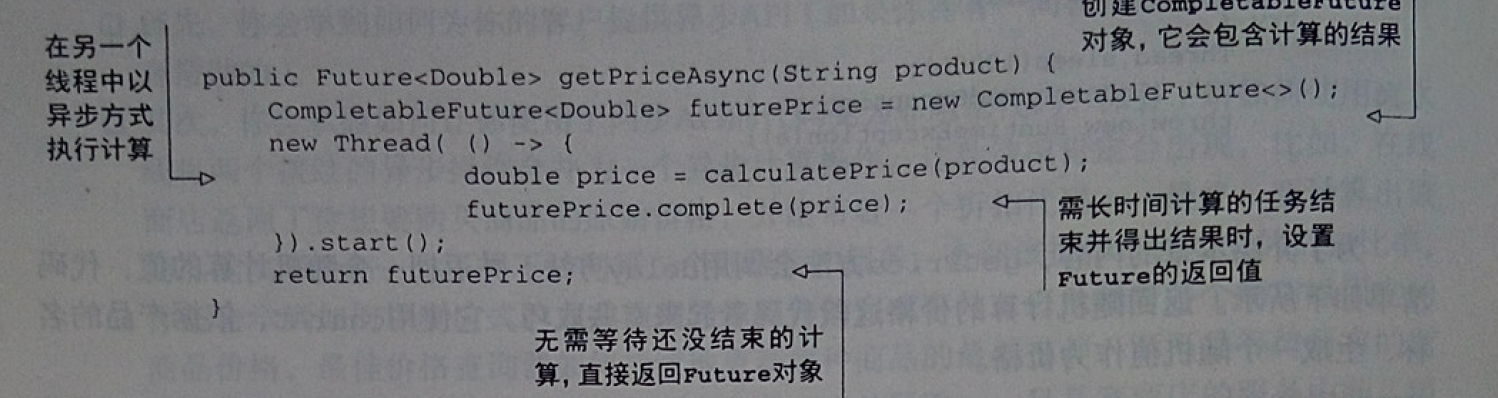 创建CompletableFuture
对象，它会包含计算的结果
在另一个
线程中以
异步方式
执行计算
public Future<Double> getPriceAsync(String product) {
    CompletableFuture<Double> futurePrice = new CompletableFuture<>();
    new Thread( () -> {
                double price = calculatePrice(product);
                futurePrice.complete(price);
    }).start();
    return futurePrice;
}
需长时间计算的任务结
束并得出结果时，设置
Future的返回值
无需等待还没结束的计
算，直接返回Future对象